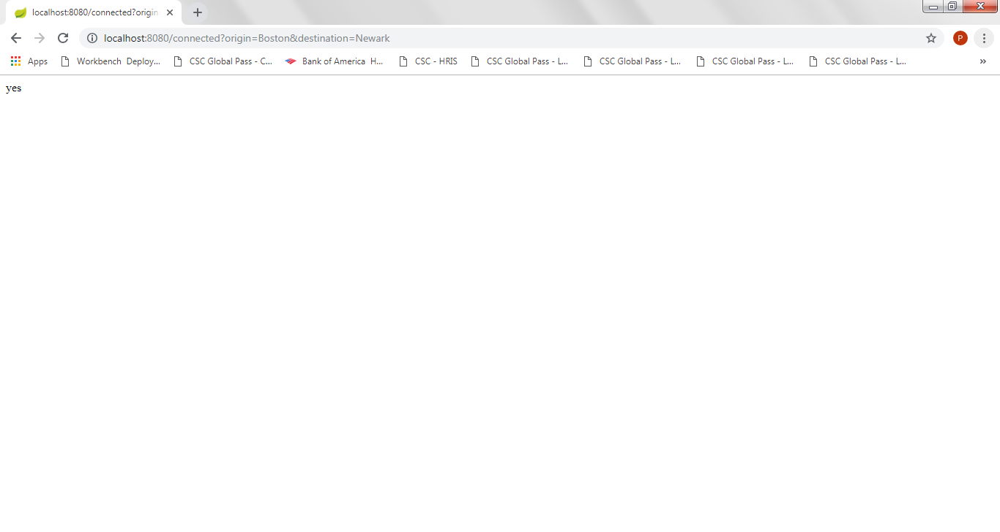 localhost:8080/connected?origin
localhost:8080/connected?origin=Boston&destination=Newark
P
Apps Workbench Deploy... CSC Global Pass - C... Bank of America H... CSC - HRIS CSC Global Pass - L... CSC Global Pass - L... CSC Global Pass - L... CSC Global Pass - L... »
yes